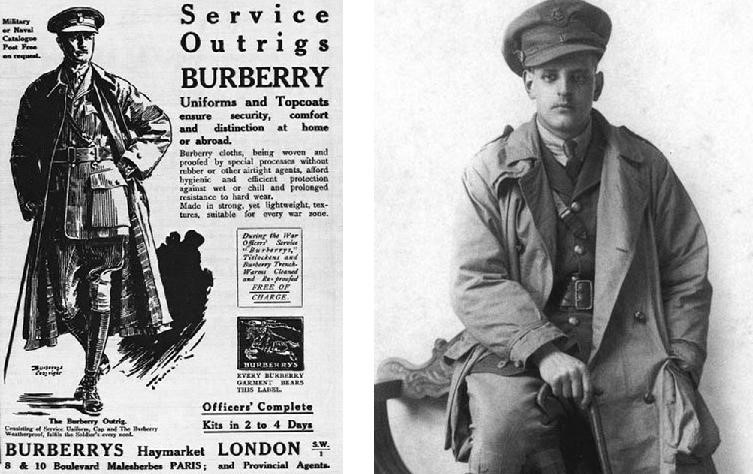 Military
or Naval
Catalogue
Post Free
on request.
Service
Outrigs
BURBERRY
Uniforms and Topcoats
ensure security, comfort
and distinction at home
or abroad.
Burberry cloths, being woven and
proofed by special processes without
rubber or other airtight agents, afford
hygienic and efficient protection
against wet or chill and prolonged
resistance to hard wear.
Made in strong, yet lightweight, tex-
tures, suitable for every war zone.
During the War
Officers' Service
"Burberrys,"
Tielockens and
Burberry Trench-
Warms Cleaned
and Re-proofed
FREE OF
CHARGE.
BURBERRYS
EVERY BURBERRY
GARMENT BEARS
THIS LABEL.
Officers' Complete
Kits in 2 to 4 Days
Burberrys
Copyright
The Burberry Outrig.
Consisting of Service Uniform, Cap and The Burberry
Weatherproof, fulfils the Soldier's every need.
BURBERRYS Haymarket LONDON S.W. 1
8 & 10 Boulevard Malesherbes PARIS; and Provincial Agents.